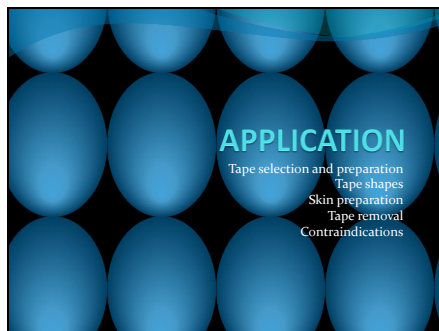 APPLICATION
Tape selection and preparation
Tape shapes
Skin preparation
Tape removal
Contraindications